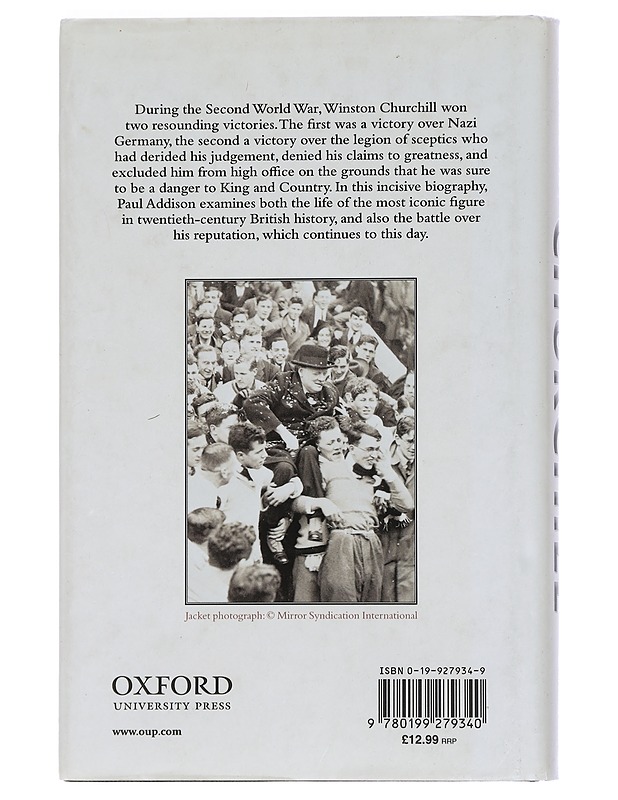 During the Second World War, Winston Churchill won
two resounding victories. The first was a victory over Nazi
Germany, the second a victory over the legion of sceptics who
had derided his judgement, denied his claims to greatness, and
excluded him from high office on the grounds that he was sure
to be a danger to King and Country. In this incisive biography,
Paul Addison examines both the life of the most iconic figure
in twentieth-century British history, and also the battle over
his reputation, which continues to this day.
Jacket photograph: © Mirror Syndication International
OXFORD
UNIVERSITY PRESS
www.oup.com
ISBN 0-19-927934-9
9 780199 279340
£12.99 RRP